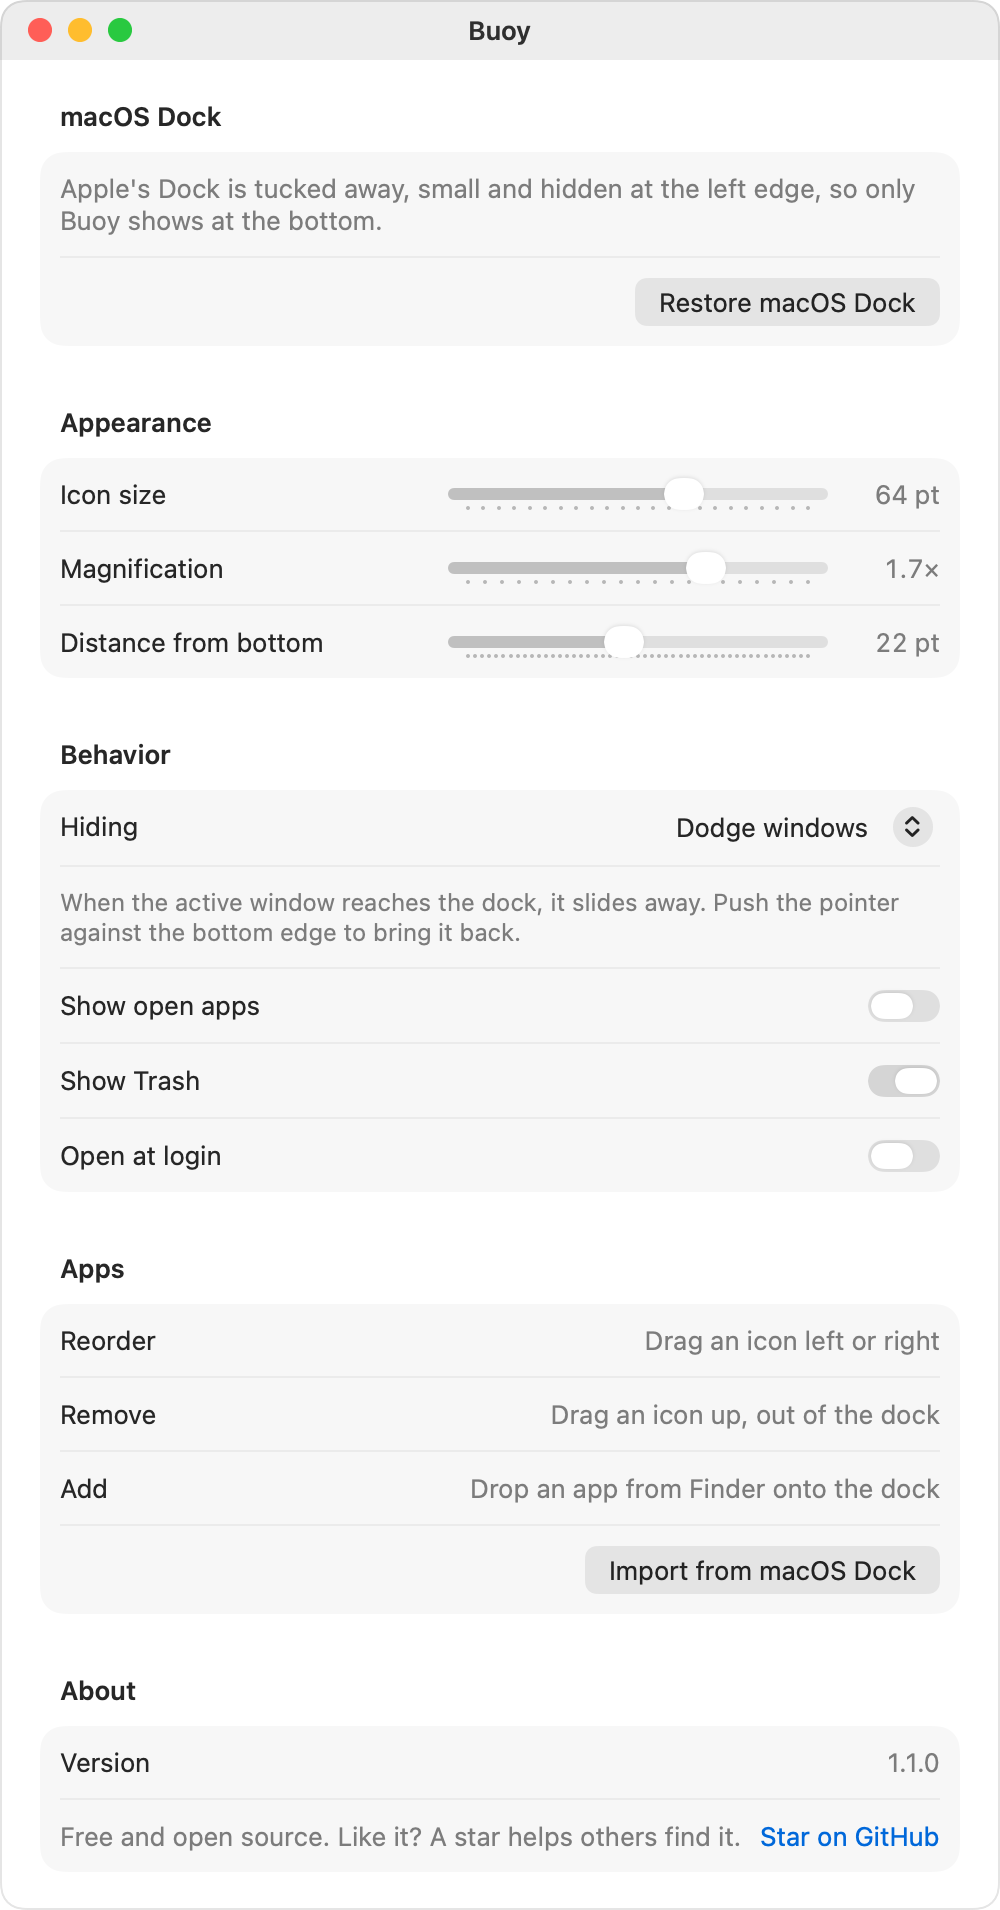 Buoy
macOS Dock
Apple's Dock is tucked away, small and hidden at the left edge, so only
Buoy shows at the bottom.
Restore macOS Dock
Appearance
Icon size 64 pt
Magnification 1.7×
Distance from bottom 22 pt
Behavior
Hiding Dodge windows
When the active window reaches the dock, it slides away. Push the pointer
against the bottom edge to bring it back.
Show open apps
Show Trash
Open at login
Apps
Reorder Drag an icon left or right
Remove Drag an icon up, out of the dock
Add Drop an app from Finder onto the dock
Import from macOS Dock
About
Version 1.1.0
Free and open source. Like it? A star helps others find it. Star on GitHub